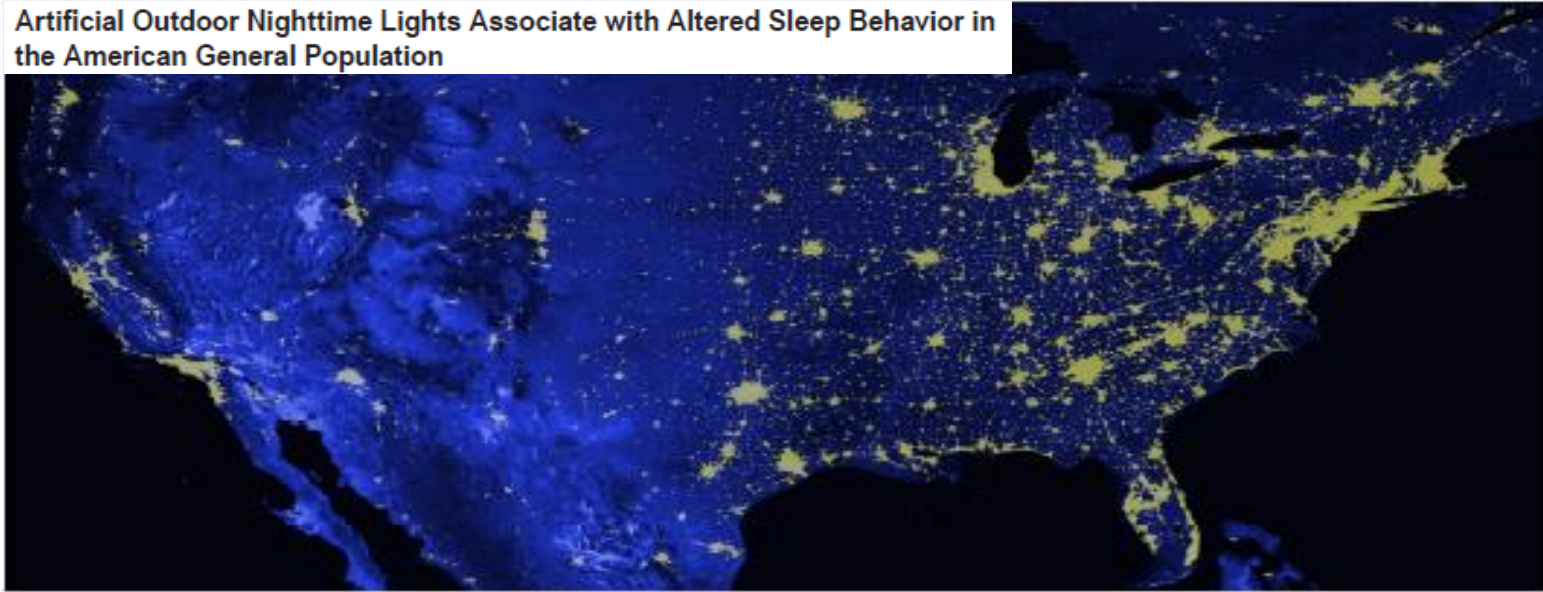 Artificial Outdoor Nighttime Lights Associate with Altered Sleep Behavior in
the American General Population